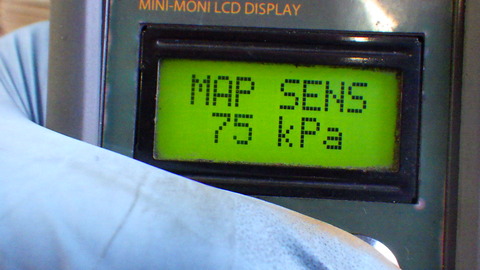 MINI-MONI LCD DISPLAY
MAP SENS
75 kPa